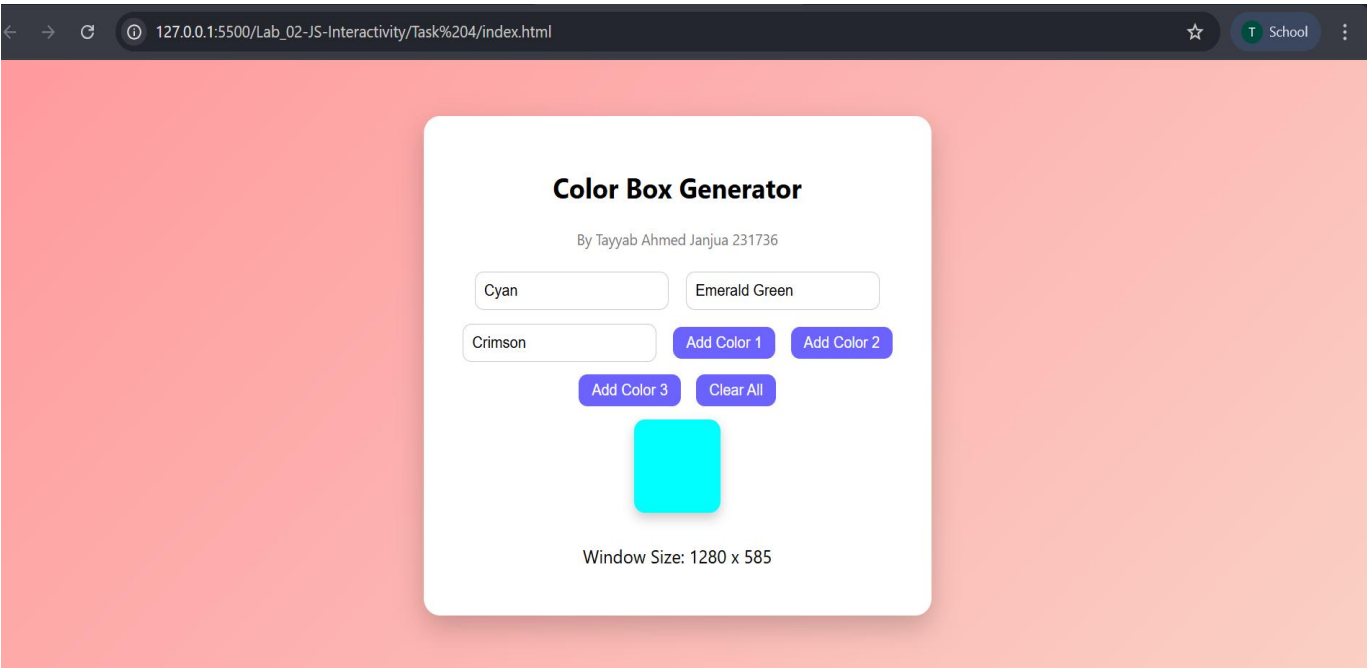 127.0.0.1:5500/Lab_02-JS-Interactivity/Task%204/index.html
T School
Color Box Generator
By Tayyab Ahmed Janjua 231736
Cyan Emerald Green
Crimson Add Color 1 Add Color 2
Add Color 3 Clear All
Window Size: 1280 x 585